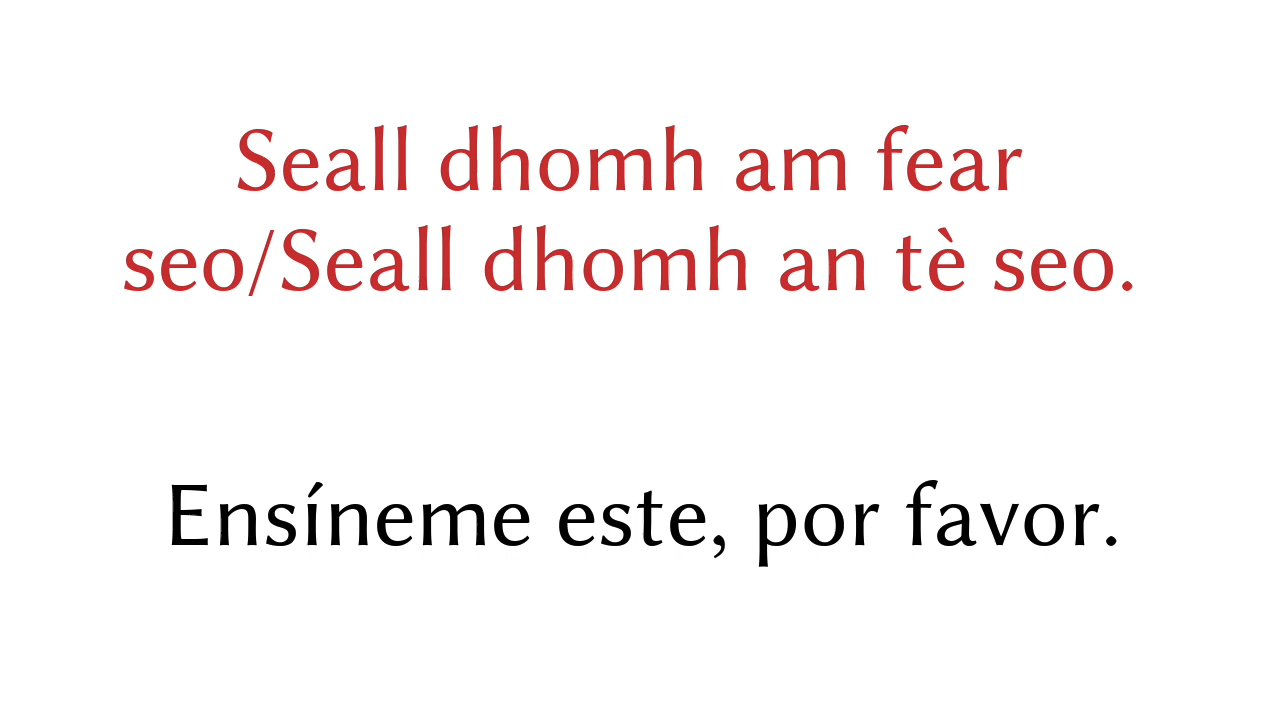 Seall dhomh am fear
seo/Seall dhomh an tè seo.
Ensíneme este, por favor.